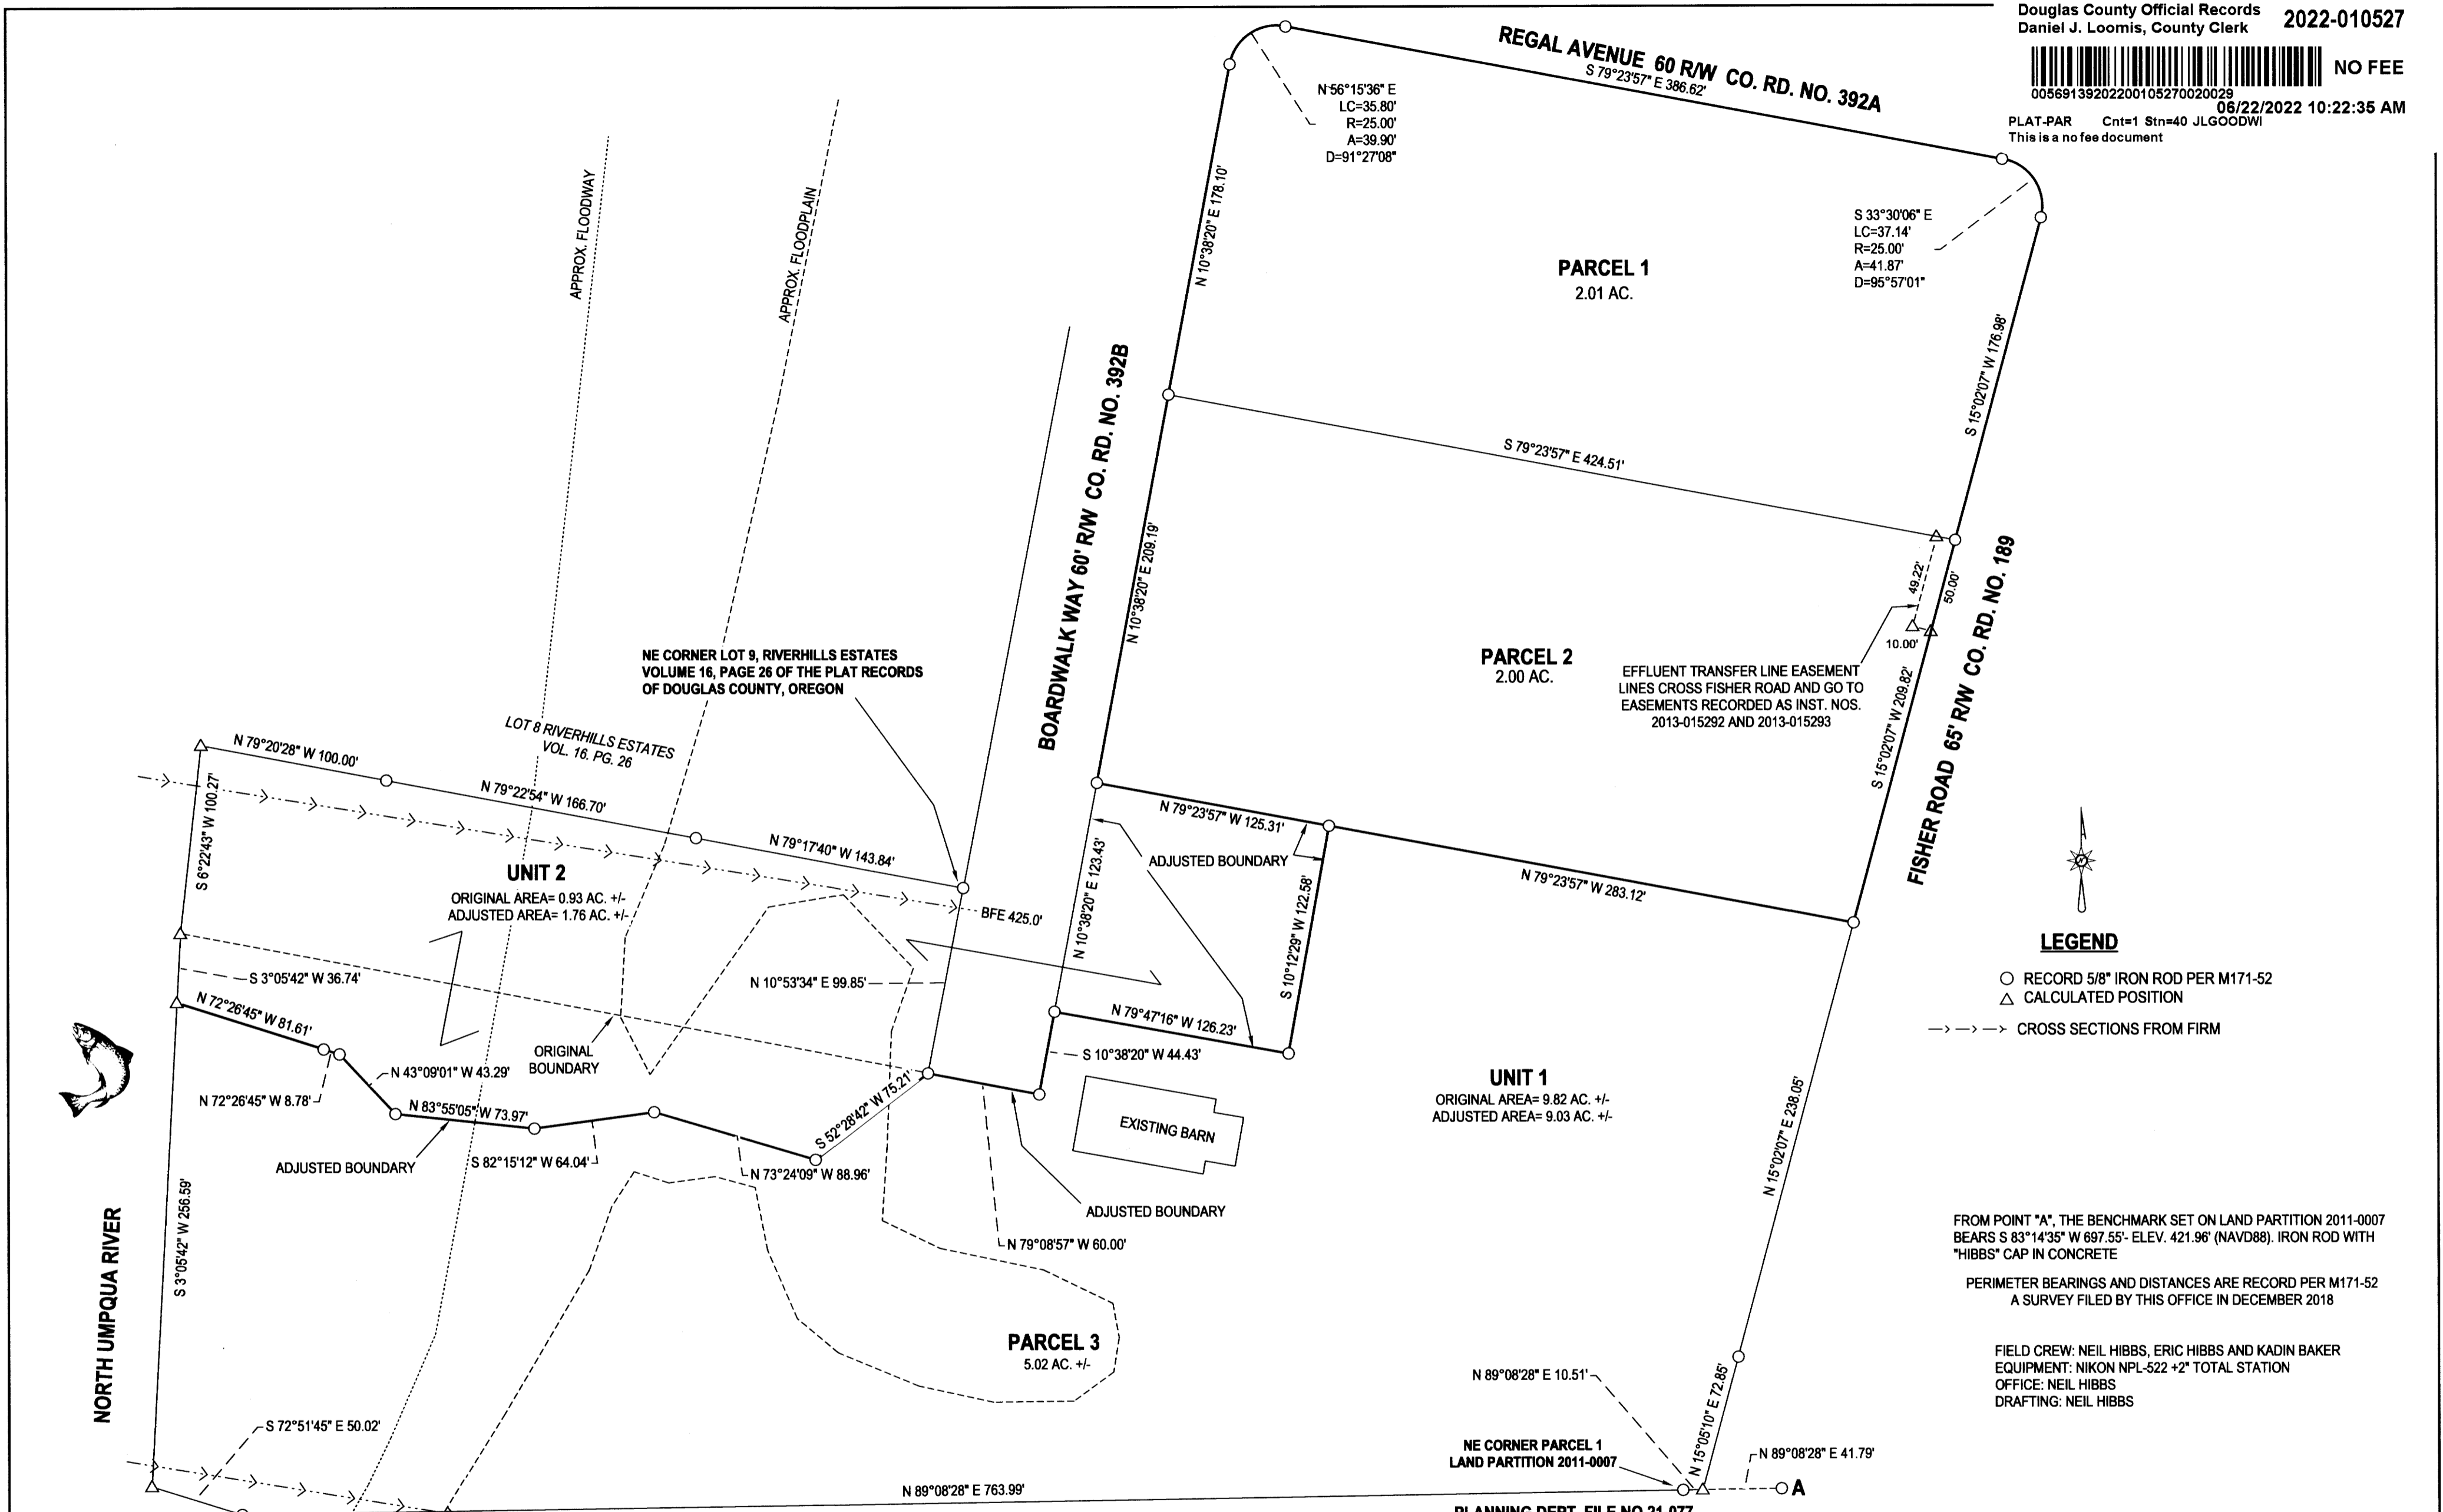 Douglas County Official Records
Daniel J. Loomis, County Clerk
2022-010527
NO FEE
00569139202200105270020029
06/22/2022 10:22:35 AM
PLAT-PAR Cnt=1 Stn=40 JLGOODWI
This is a no fee document
REGAL AVENUE 60 R/W CO. RD. NO. 392A
S 79°23'57" E 386.62'
N 56°15'36" E
LC=35.80'
R=25.00'
A=39.90'
D=91°27'08"
S 33°30'06" E
LC=37.14'
R=25.00'
A=41.87'
D=95°57'01"
N 10°38'20" E 178.10'
PARCEL 1
2.01 AC.
S 15°02'07" W 176.98'
APPROX. FLOODWAY
APPROX. FLOODPLAIN
BOARDWALK WAY 60' R/W CO. RD. NO. 392B
S 79°23'57" E 424.51'
N 10°38'20" E 209.19'
49.22'
50.00'
10.00'
FISHER ROAD 65' R/W CO. RD. NO. 189
PARCEL 2
2.00 AC.
EFFLUENT TRANSFER LINE EASEMENT
LINES CROSS FISHER ROAD AND GO TO
EASEMENTS RECORDED AS INST. NOS.
2013-015292 AND 2013-015293
S 15°02'07" W 209.82'
NE CORNER LOT 9, RIVERHILLS ESTATES
VOLUME 16, PAGE 26 OF THE PLAT RECORDS
OF DOUGLAS COUNTY, OREGON
LOT 8 RIVERHILLS ESTATES
VOL. 16. PG. 26
N 79°20'28" W 100.00'
N 79°22'54" W 166.70'
N 79°17'40" W 143.84'
S 6°22'43" W 100.27'
UNIT 2
ORIGINAL AREA= 0.93 AC. +/-
ADJUSTED AREA= 1.76 AC. +/-
BFE 425.0'
N 79°23'57" W 125.31'
ADJUSTED BOUNDARY
N 10°38'20" E 123.43'
S 10°12'29" W 122.58'
N 79°23'57" W 283.12'
LEGEND
RECORD 5/8" IRON ROD PER M171-52
CALCULATED POSITION
CROSS SECTIONS FROM FIRM
S 3°05'42" W 36.74'
N 10°53'34" E 99.85'
N 72°26'45" W 81.61'
N 79°47'16" W 126.23'
ORIGINAL
BOUNDARY
S 10°38'20" W 44.43'
N 43°09'01" W 43.29'
N 72°26'45" W 8.78'
N 83°55'05" W 73.97'
S 52°28'42" W 75.21'
EXISTING BARN
UNIT 1
ORIGINAL AREA= 9.82 AC. +/-
ADJUSTED AREA= 9.03 AC. +/-
N 15°02'07" E 238.05'
ADJUSTED BOUNDARY
S 82°15'12" W 64.04'
N 73°24'09" W 88.96'
ADJUSTED BOUNDARY
N 79°08'57" W 60.00'
S 3°05'42" W 256.59'
NORTH UMPQUA RIVER
FROM POINT "A", THE BENCHMARK SET ON LAND PARTITION 2011-0007
BEARS S 83°14'35" W 697.55'- ELEV. 421.96' (NAVD88). IRON ROD WITH
"HIBBS" CAP IN CONCRETE
PERIMETER BEARINGS AND DISTANCES ARE RECORD PER M171-52
A SURVEY FILED BY THIS OFFICE IN DECEMBER 2018
FIELD CREW: NEIL HIBBS, ERIC HIBBS AND KADIN BAKER
EQUIPMENT: NIKON NPL-522 +2" TOTAL STATION
OFFICE: NEIL HIBBS
DRAFTING: NEIL HIBBS
PARCEL 3
5.02 AC. +/-
N 89°08'28" E 10.51'
N 15°05'10" E 72.85'
S 72°51'45" E 50.02'
NE CORNER PARCEL 1
LAND PARTITION 2011-0007
N 89°08'28" E 41.79'
A
N 89°08'28" E 763.99'
PLANNING DEPT. FILE NO 21-077